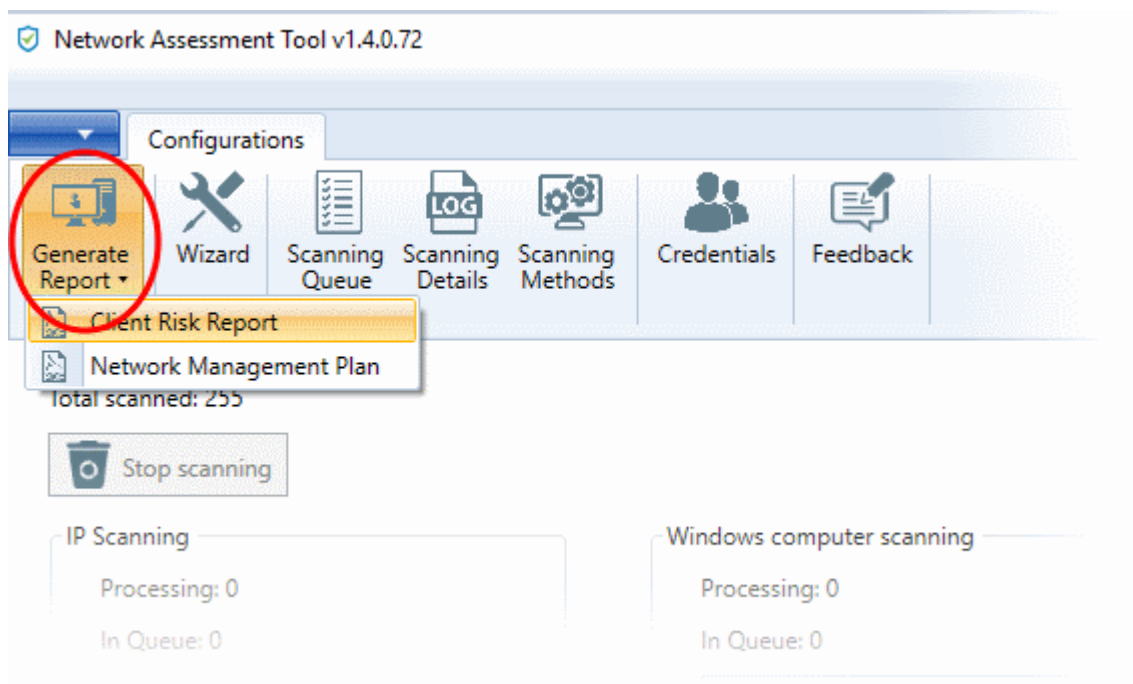 Network Assessment Tool v1.4.0.72
Configurations
Generate Report
Wizard
Scanning Queue
Scanning Details
LOG
Scanning Methods
Credentials
Feedback
Client Risk Report
Network Management Plan
Total scanned: 255
Stop scanning
IP Scanning
Processing: 0
In Queue: 0
Windows computer scanning
Processing: 0
In Queue: 0